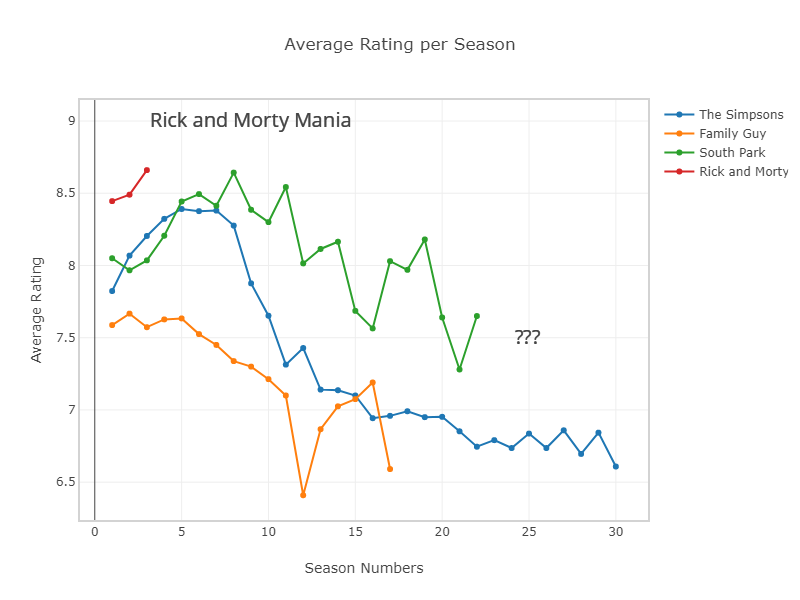 Average Rating per Season
Rick and Morty Mania
???
The Simpsons
Family Guy
South Park
Rick and Morty
Average Rating
9
8.5
8
7.5
7
6.5
0
5
10
15
20
25
30
Season Numbers